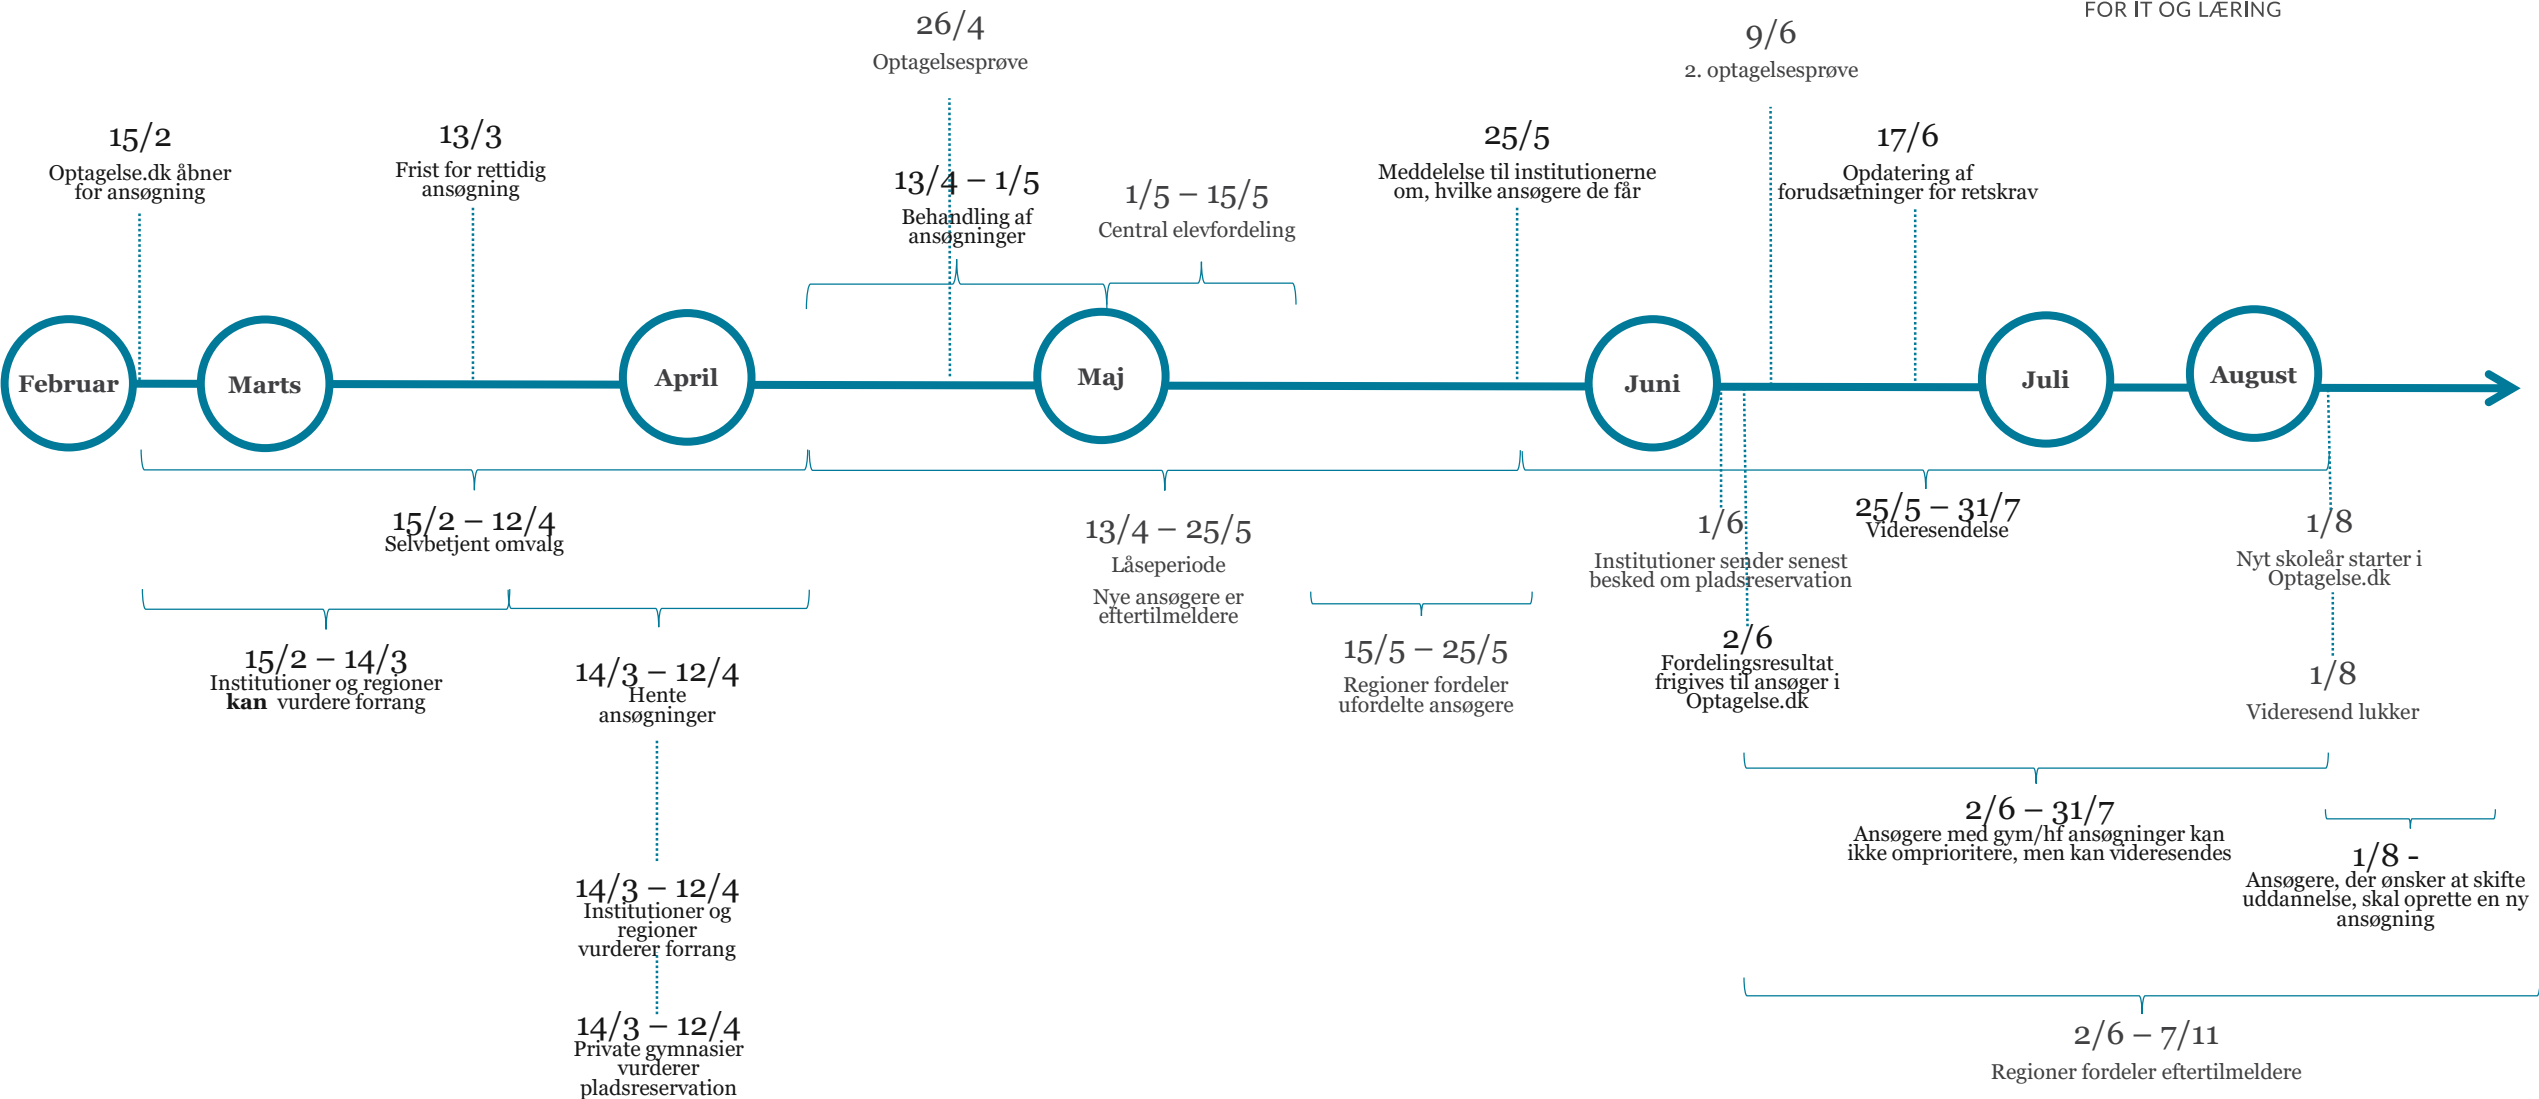 FOR IT OG LÆRING
26/4
Optagelsesprøve
9/6
2. optagelsesprøve
15/2
Optagelse.dk åbner
for ansøgning
13/3
Frist for rettidig
ansøgning
13/4 – 1/5
Behandling af
ansøgninger
1/5 – 15/5
Central elevfordeling
25/5
Meddelelse til institutionerne
om, hvilke ansøgere de får
17/6
Opdatering af
forudsætninger for retskrav
Februar
Marts
April
Maj
Juni
Juli
August
15/2 – 12/4
Selvbetjent omvalg
13/4 – 25/5
Låseperiode
Nye ansøgere er
eftertilmeldere
1/6
Institutioner sender senest
besked om pladsreservation
25/5 – 31/7
Videresendelse
1/8
Nyt skoleår starter i
Optagelse.dk
15/2 – 14/3
Institutioner og regioner
kan vurdere forrang
14/3 – 12/4
Hente
ansøgninger
15/5 – 25/5
Regioner fordeler
ufordelte ansøgere
2/6
Fordelingsresultat
frigives til ansøger i
Optagelse.dk
1/8
Videresend lukker
2/6 – 31/7
Ansøgere med gym/hf ansøgninger kan
ikke omprioritere, men kan videresendes
1/8 -
Ansøgere, der ønsker at skifte
uddannelse, skal oprette en ny
ansøgning
14/3 – 12/4
Institutioner og
regioner
vurderer forrang
14/3 – 12/4
Private gymnasier
vurderer
pladsreservation
2/6 – 7/11
Regioner fordeler eftertilmeldere